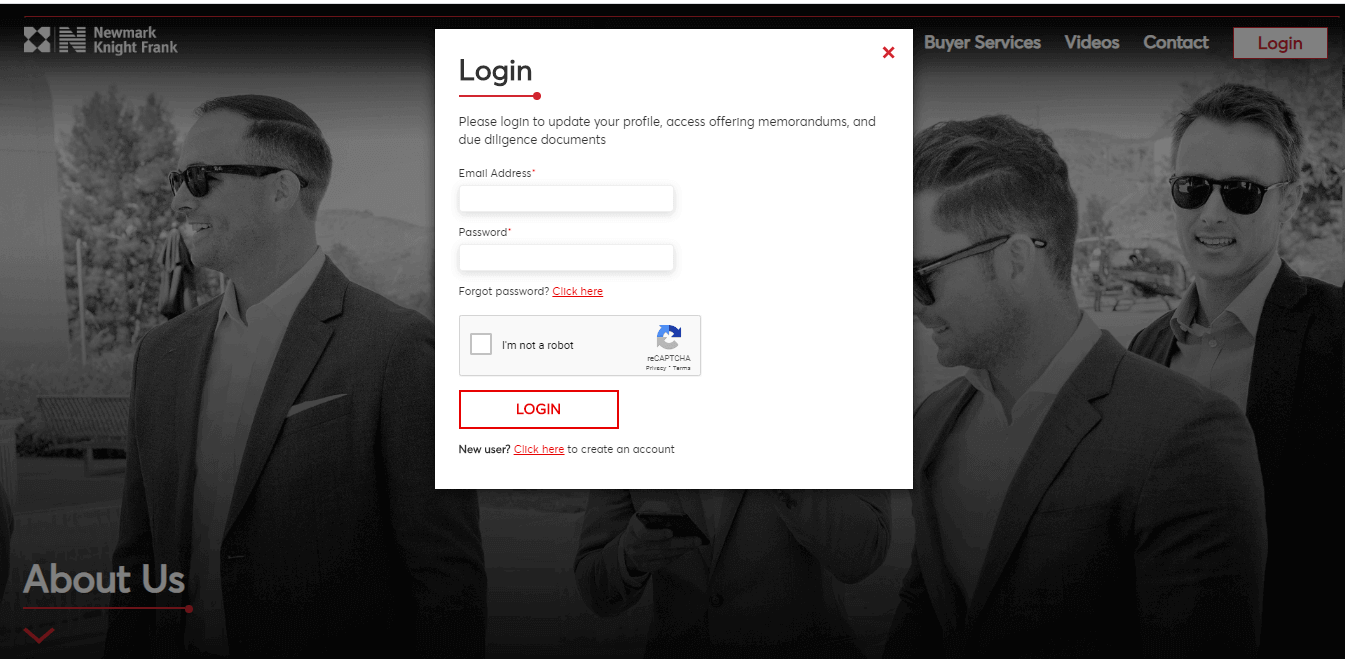 Newmark
Knight Frank
Buyer Services
Videos
Contact
Login
Login
Please login to update your profile, access offering memorandums, and
due diligence documents
Email Address*
Password*
Forgot password? Click here
I'm not a robot
reCAPTCHA
Privacy - Terms
LOGIN
New user? Click here to create an account
About Us